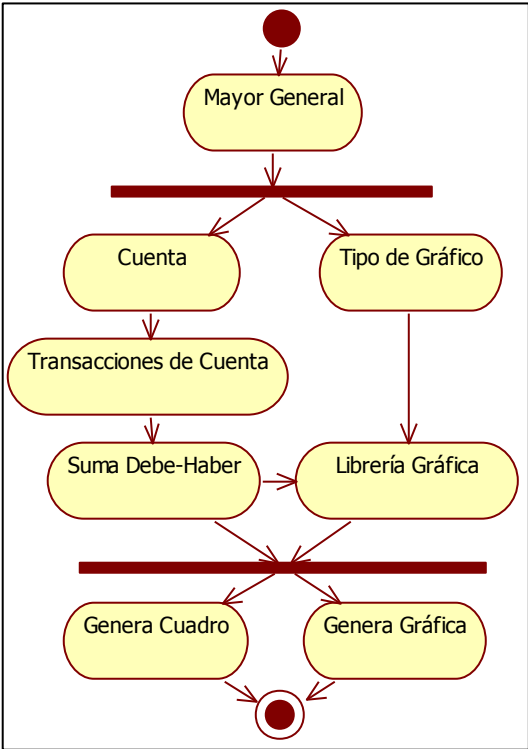 Mayor General
Cuenta
Tipo de Gráfico
Transacciones de Cuenta
Suma Debe-Haber
Librería Gráfica
Genera Cuadro
Genera Gráfica